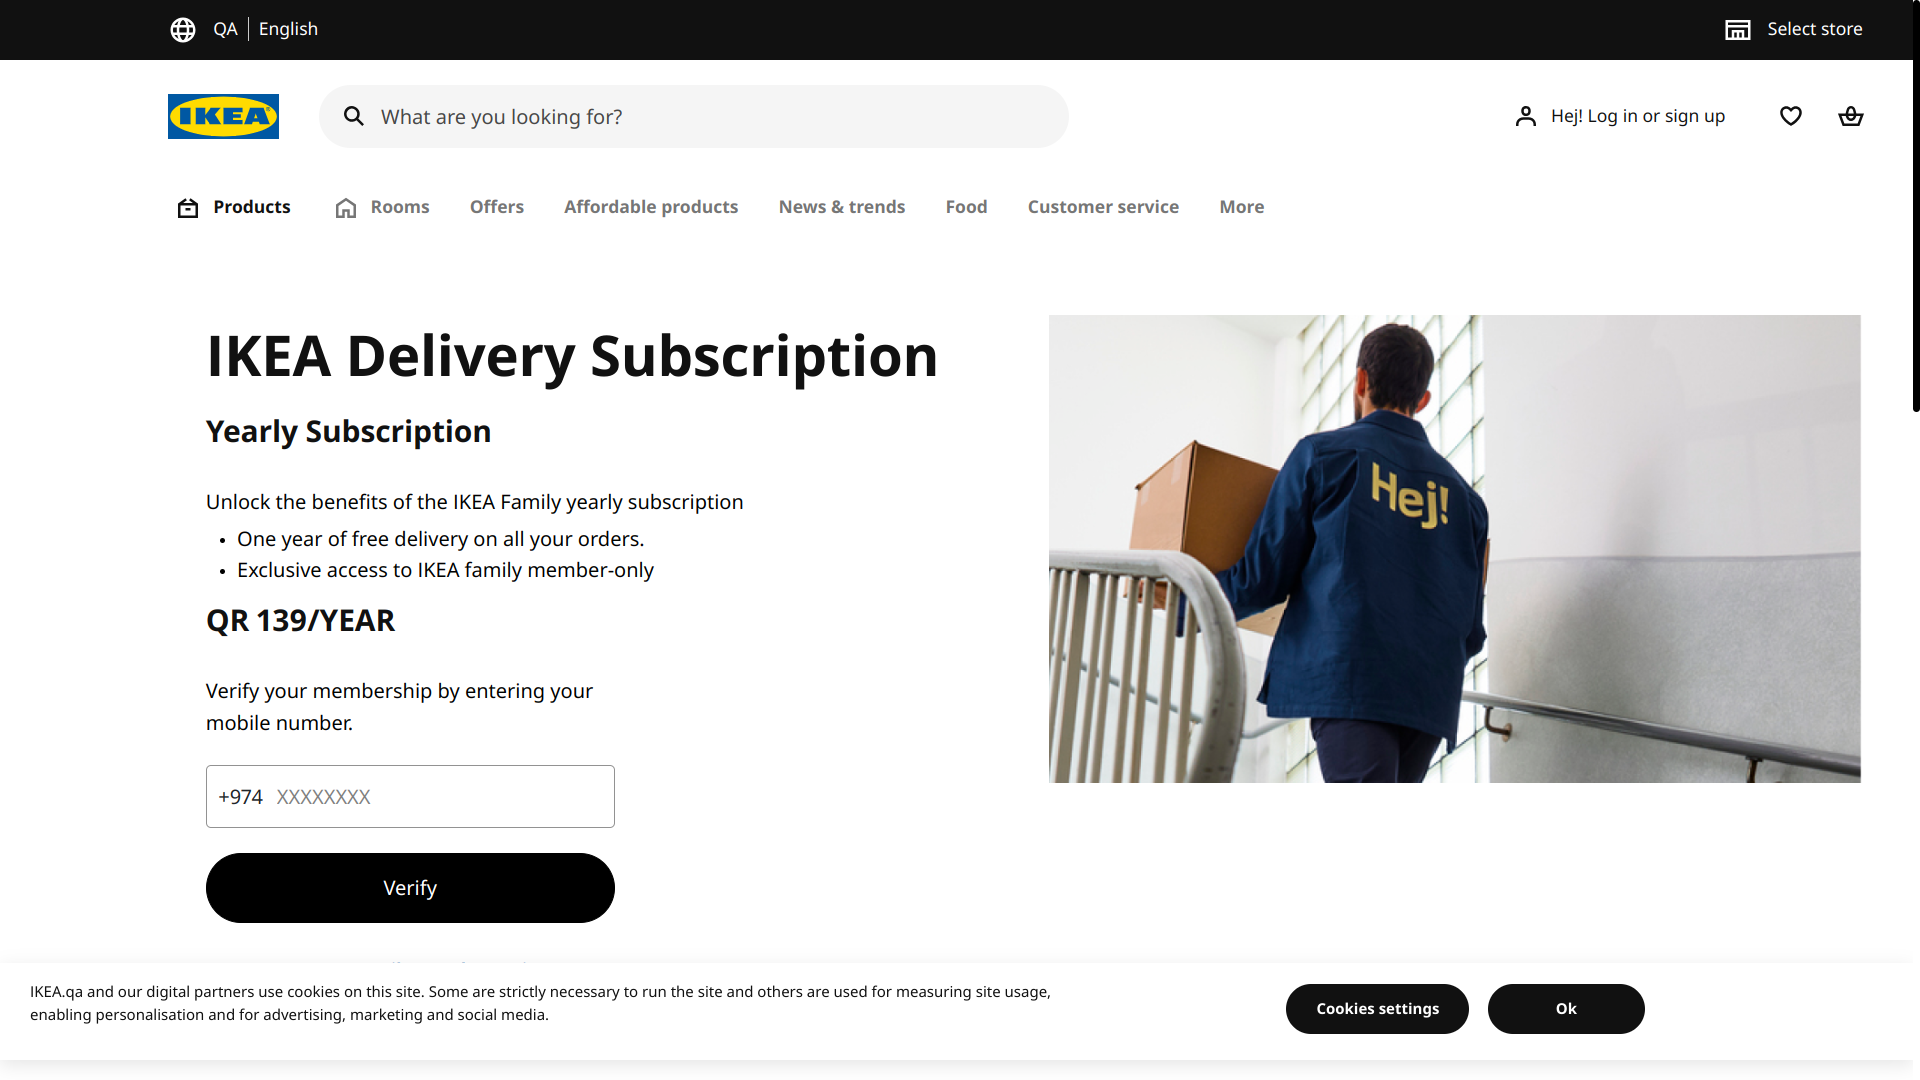 QA English
Select store
IKEA
What are you looking for?
Hej! Log in or sign up
Products
Rooms
Offers
Affordable products
News & trends
Food
Customer service
More
IKEA Delivery Subscription
Yearly Subscription
Unlock the benefits of the IKEA Family yearly subscription
• One year of free delivery on all your orders.
• Exclusive access to IKEA family member-only
QR 139/YEAR
Verify your membership by entering your
mobile number.
+974 XXXXXXXX
Verify
Hej!
IKEA.qa and our digital partners use cookies on this site. Some are strictly necessary to run the site and others are used for measuring site usage,
enabling personalisation and for advertising, marketing and social media.
Cookies settings
Ok